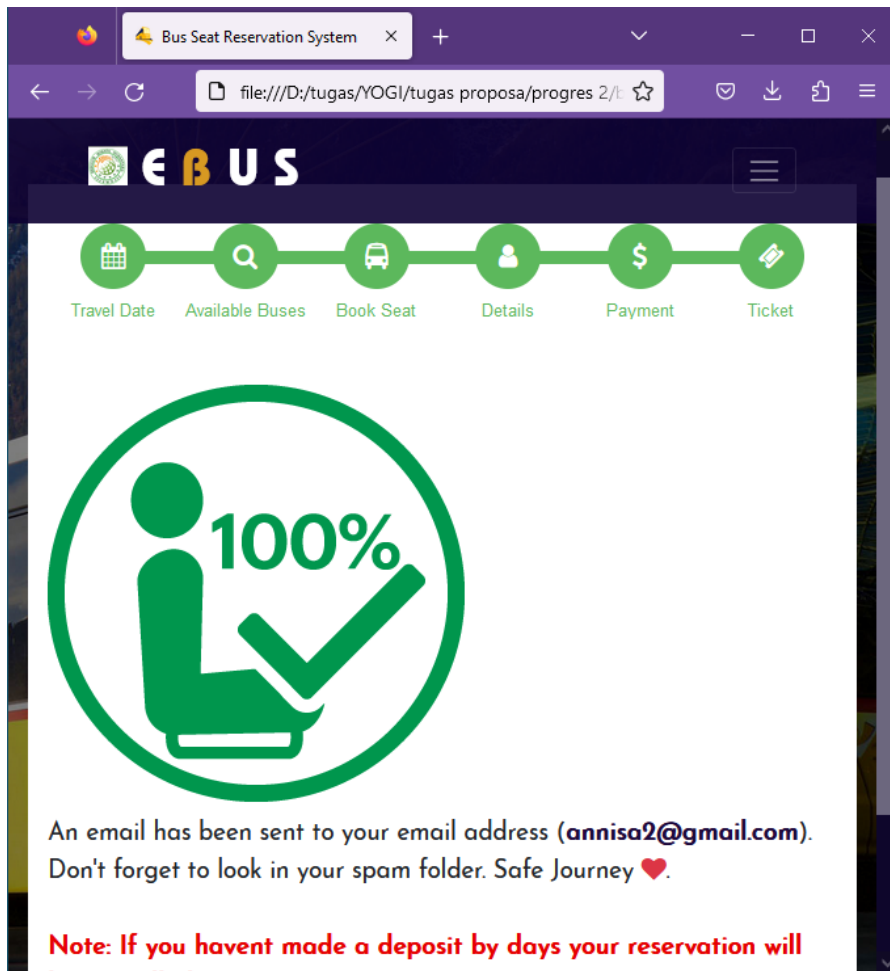 Bus Seat Reservation System
file:///D:/tugas/YOGI/tugas proposa/progres 2/b
E B U S
Travel Date Available Buses Book Seat Details Payment Ticket
100%
An email has been sent to your email address (annisa2@gmail.com).
Don't forget to look in your spam folder. Safe Journey ❤.
Note: If you havent made a deposit by days your reservation will